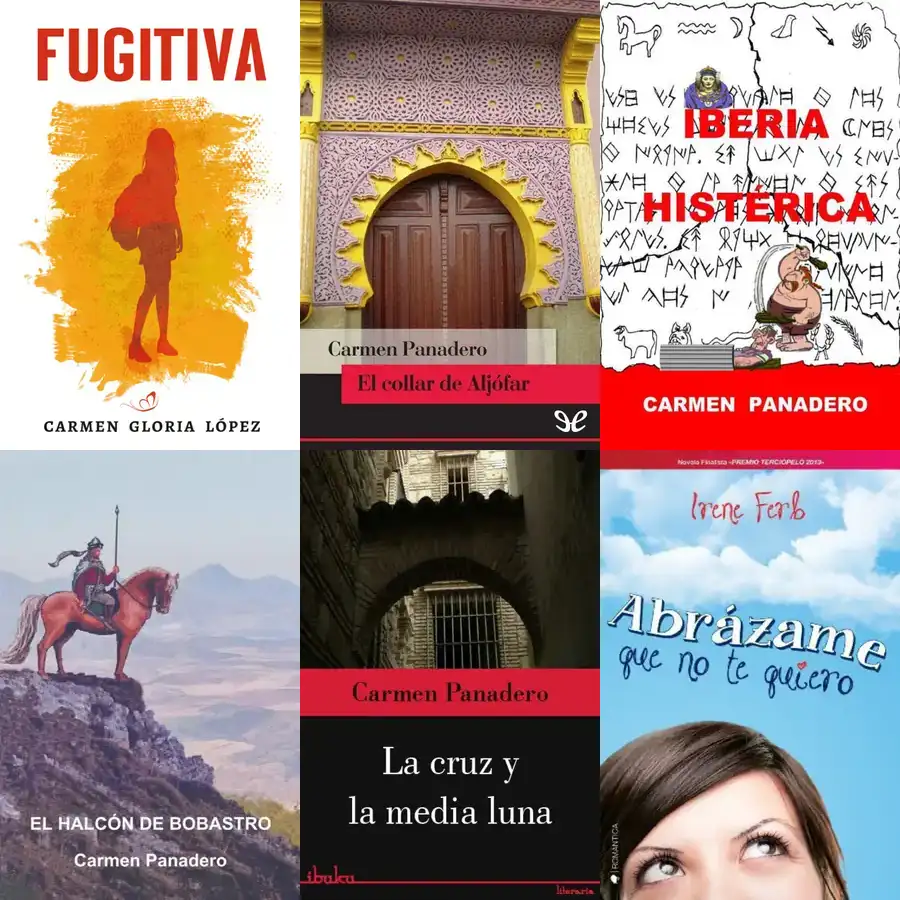 FUGITIVA
CARMEN GLORIA LÓPEZ
Carmen Panadero
El collar de Aljófar
IBERIA
HISTÉRICA
CARMEN PANADERO
EL HALCÓN DE BOBASTRO
Carmen Panadero
Carmen Panadero
La cruz y
la media luna
ibuku
literaria
Novela Finalista «PREMIO TERCIOPELO 2013»
Irene Ferb
Abrázame
que no te quiero
ROMANTICA